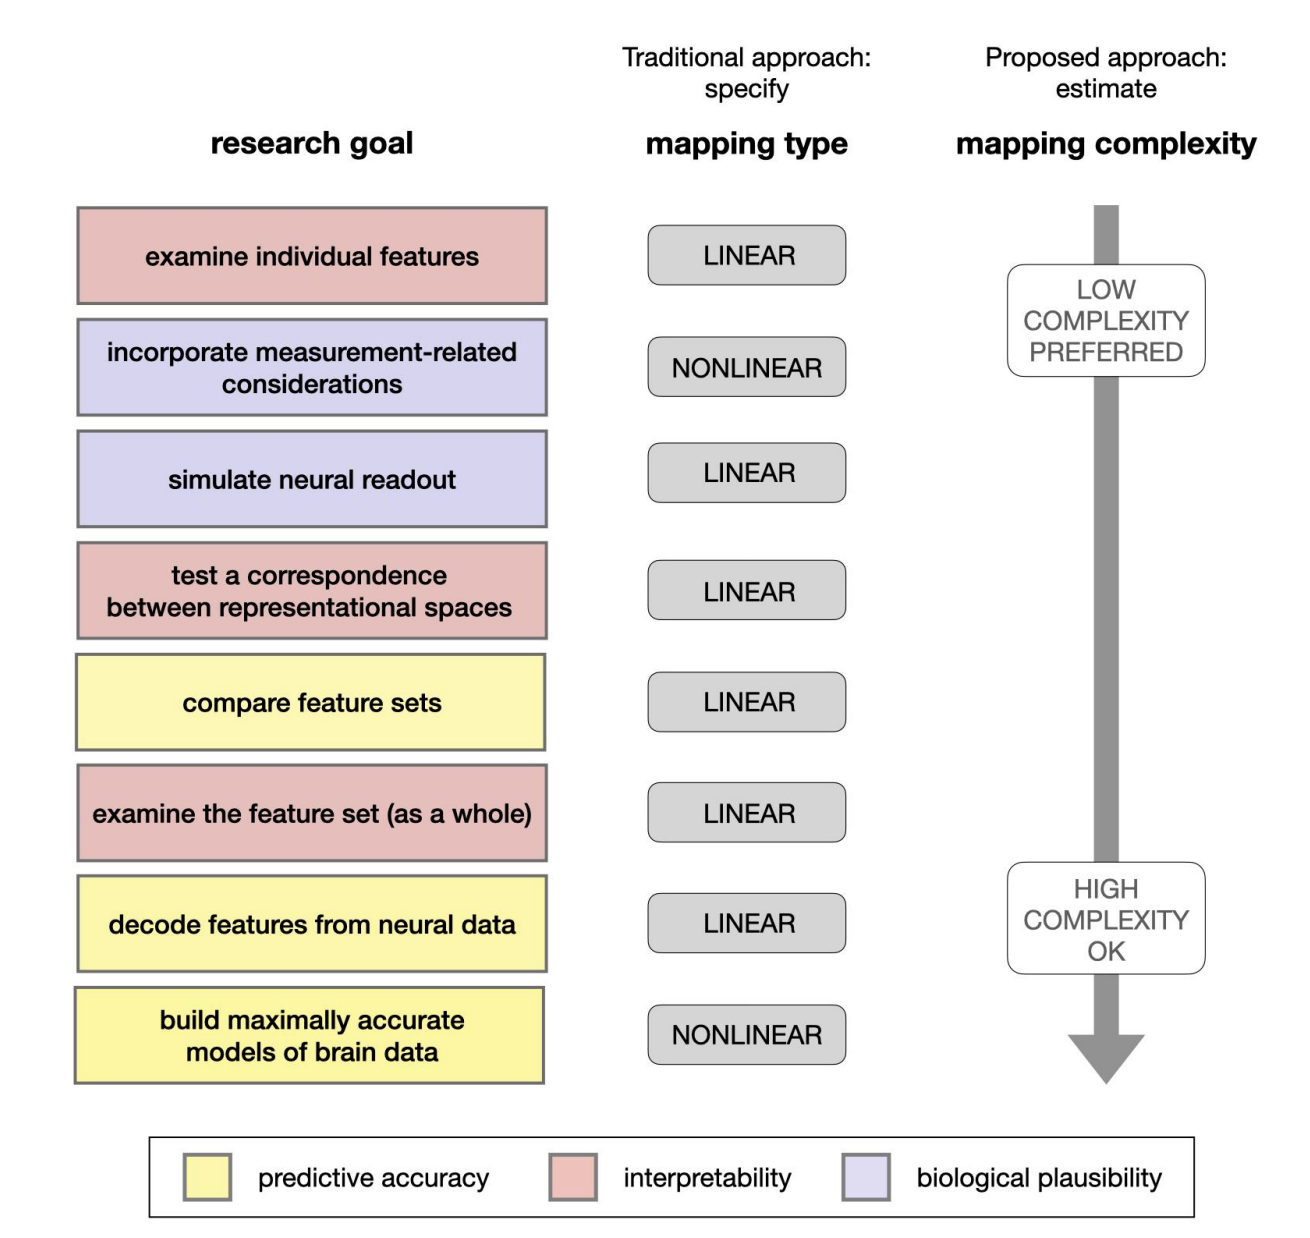 Traditional approach:
specify
Proposed approach:
estimate
research goal
mapping type
mapping complexity
examine individual features
LINEAR
LOW
COMPLEXITY
PREFERRED
incorporate measurement-related
considerations
NONLINEAR
simulate neural readout
LINEAR
test a correspondence
between representational spaces
LINEAR
compare feature sets
LINEAR
examine the feature set (as a whole)
LINEAR
decode features from neural data
LINEAR
HIGH
COMPLEXITY
OK
build maximally accurate
models of brain data
NONLINEAR
predictive accuracy
interpretability
biological plausibility